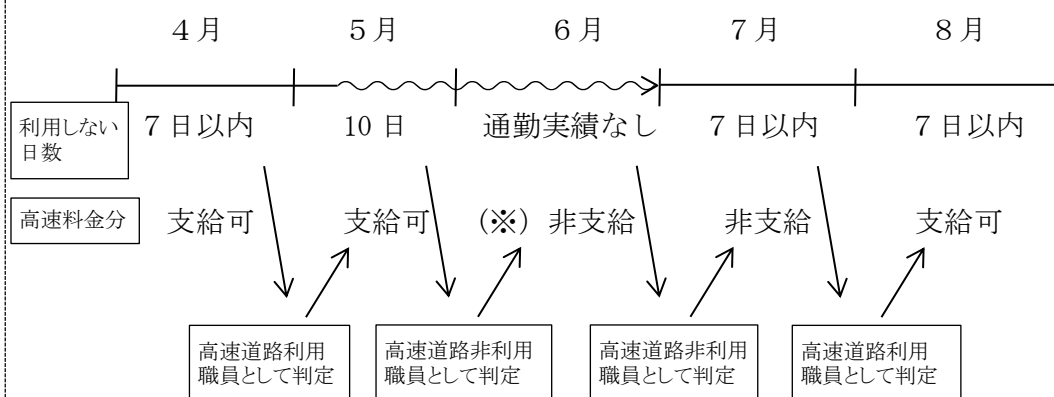 ４月 ５月 ６月 ７月 ８月
利用しない
日数
７日以内 10 日 通勤実績なし ７日以内 ７日以内
高速料金分
支給可 支給可 (※) 非支給 非支給 支給可
高速道路利用
職員として判定
高速道路非利用
職員として判定
高速道路非利用
職員として判定
高速道路利用
職員として判定